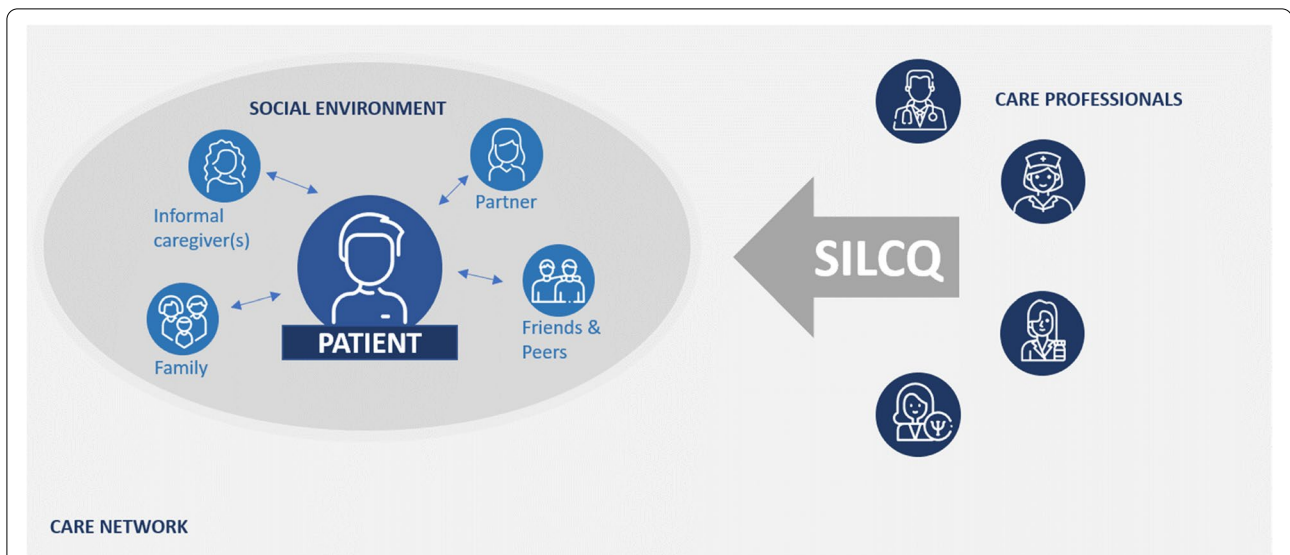 SOCIAL ENVIRONMENT
CARE PROFESSIONALS
Informal
caregiver(s)
Partner
SILCQ
Family
PATIENT
Friends &
Peers
Ψ
CARE NETWORK